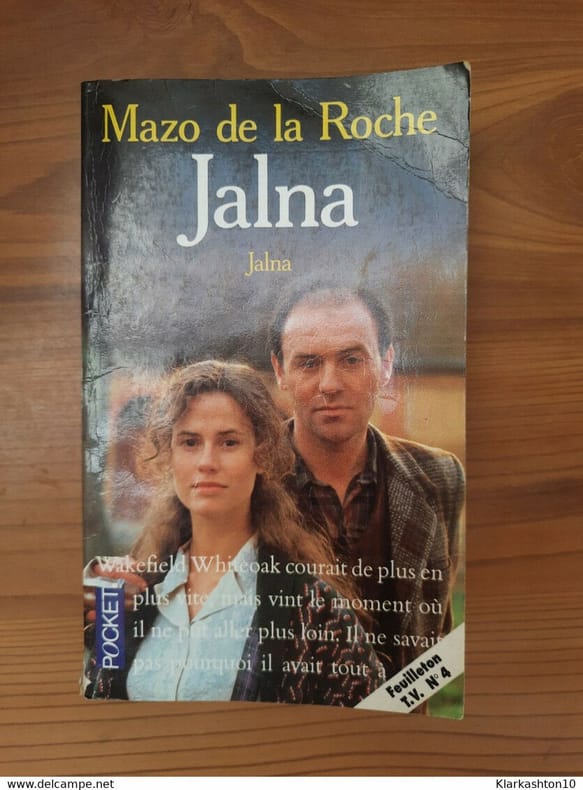 Mazo de la Roche
Jalna
Jalna
Wakefield Whiteoak courait de plus en
plus vite, mais vint le moment où
il ne put aller plus loin. Il ne savait
pas pourquoi il avait tout à
POCKET
Feuilleton
T.V. N° 4
www.delcampe.net
Klarkashton10